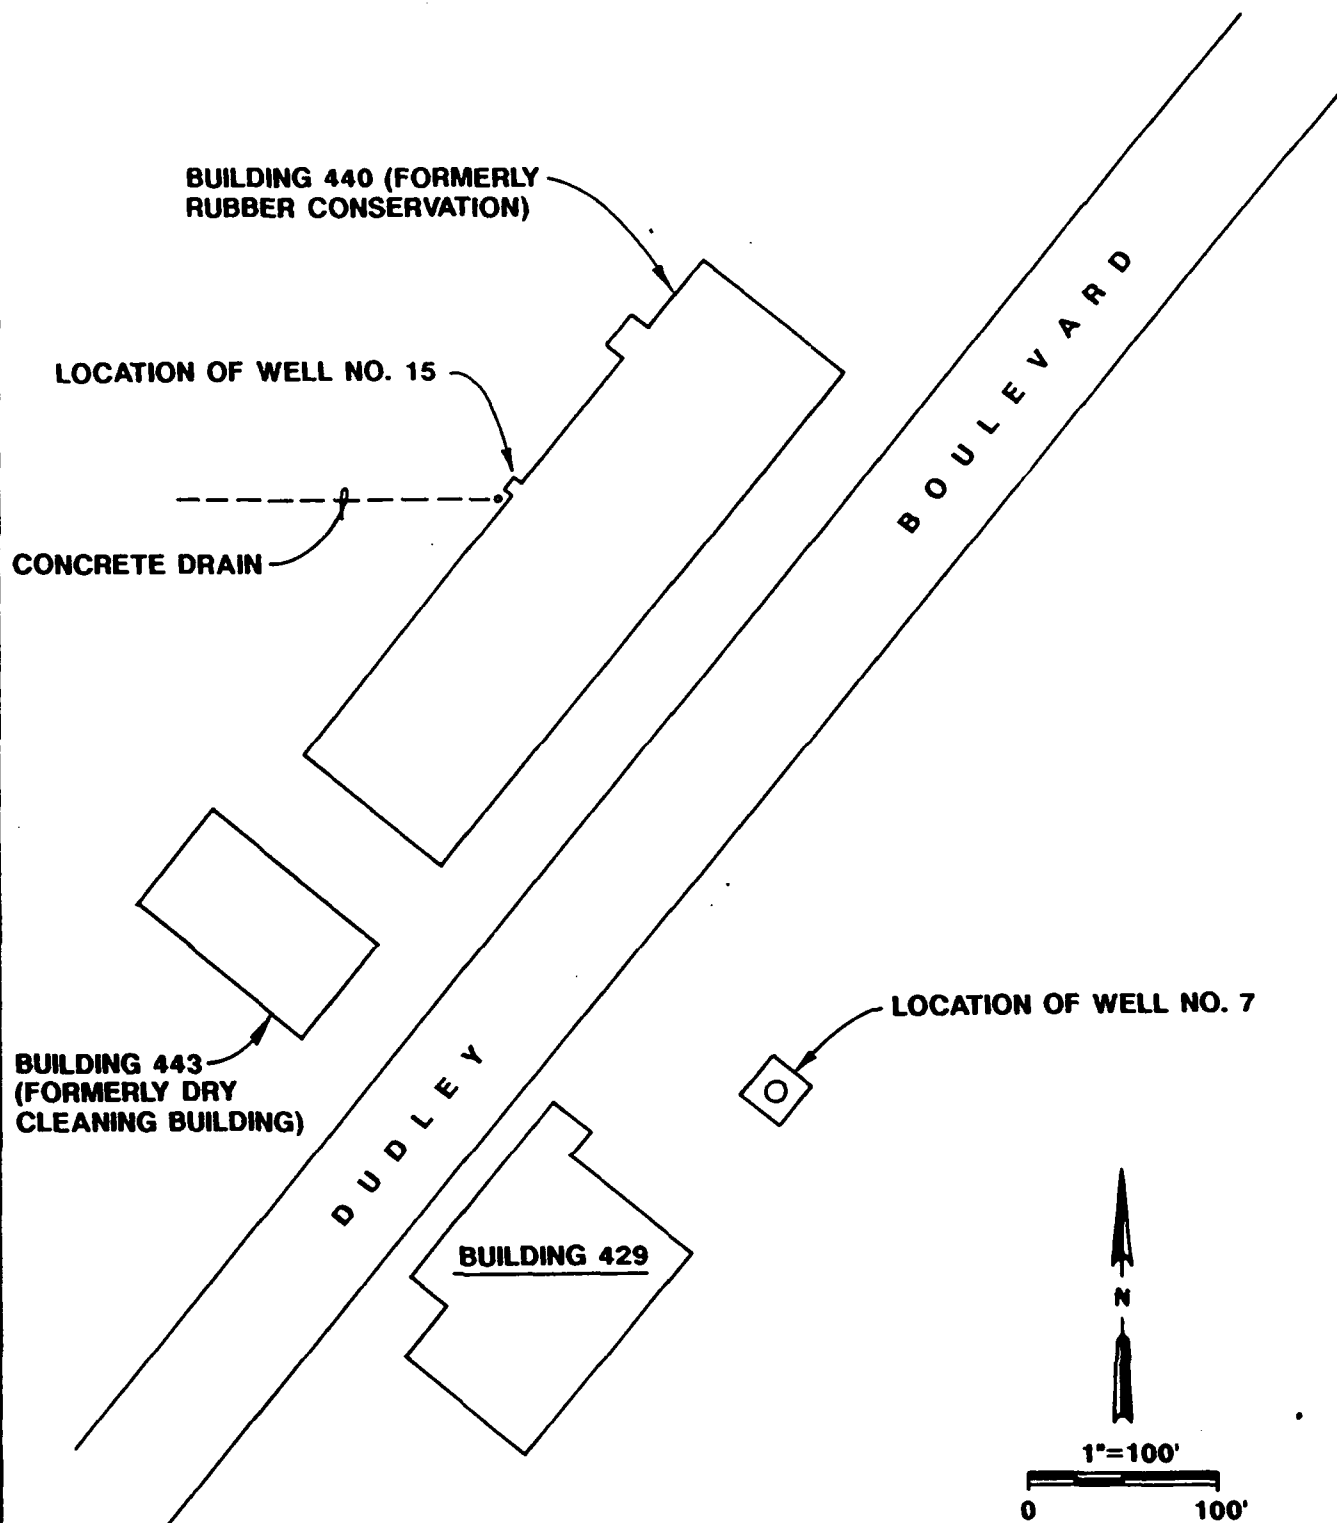 BUILDING 440 (FORMERLY
RUBBER CONSERVATION)
LOCATION OF WELL NO. 15
CONCRETE DRAIN
BOULEVARD
LOCATION OF WELL NO. 7
BUILDING 443
(FORMERLY DRY
CLEANING BUILDING)
DUDLEY
BUILDING 429
N
1"=100'
0 100'